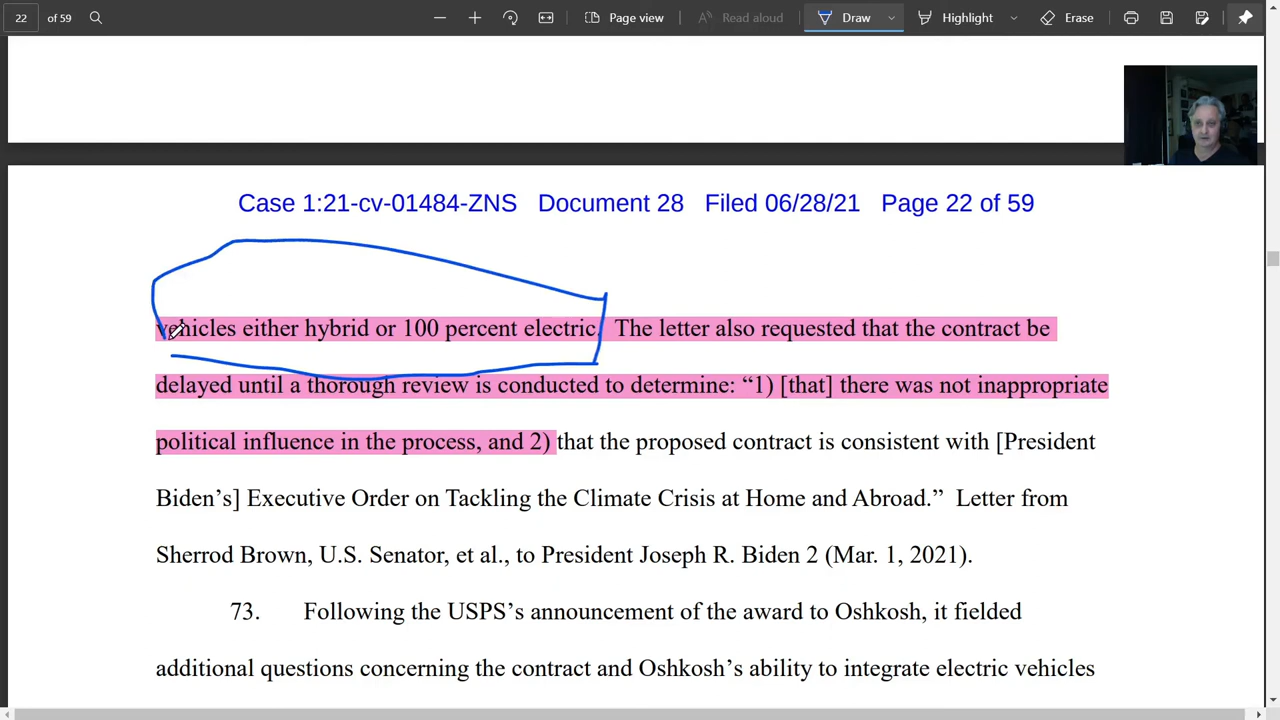 22 of 59 Page view Read aloud Draw Highlight Erase
Case 1:21-cv-01484-ZNS Document 28 Filed 06/28/21 Page 22 of 59
vehicles either hybrid or 100 percent electric. The letter also requested that the contract be
delayed until a thorough review is conducted to determine: “1) [that] there was not inappropriate
political influence in the process, and 2) that the proposed contract is consistent with [President
Biden’s] Executive Order on Tackling the Climate Crisis at Home and Abroad.” Letter from
Sherrod Brown, U.S. Senator, et al., to President Joseph R. Biden 2 (Mar. 1, 2021).
73. Following the USPS’s announcement of the award to Oshkosh, it fielded
additional questions concerning the contract and Oshkosh’s ability to integrate electric vehicles